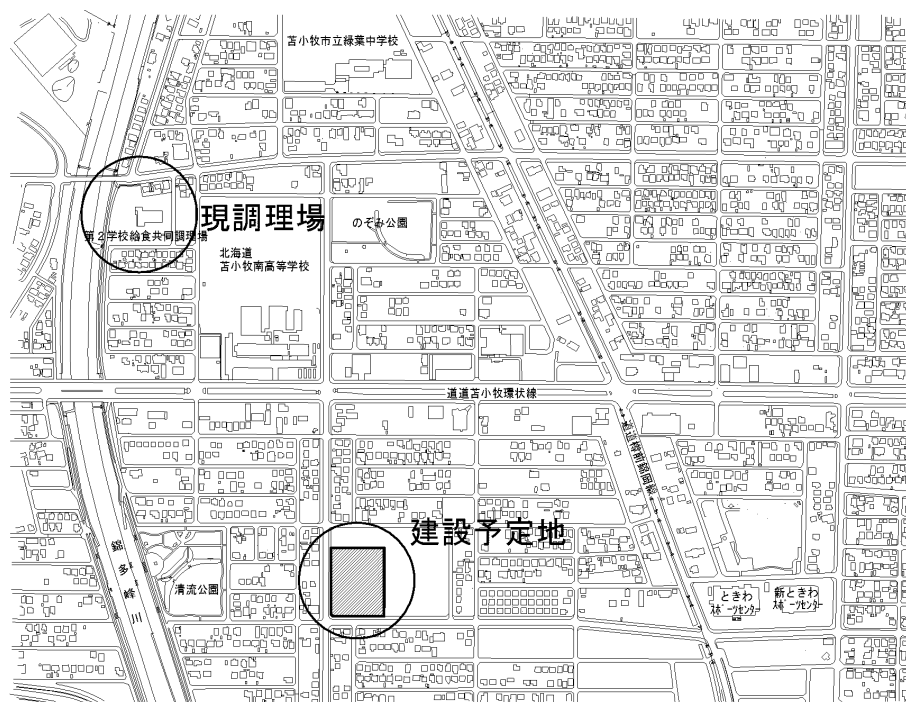 苫小牧市立緑葉中学校
現調理場
のぞみ公園
第2学校給食共同調理場
北海道
苫小牧南高等学校
道道苫小牧環状線
建設予定地
錦多峰川
清流公園
ときわ
スポーツセンター
新ときわ
スポーツセンター